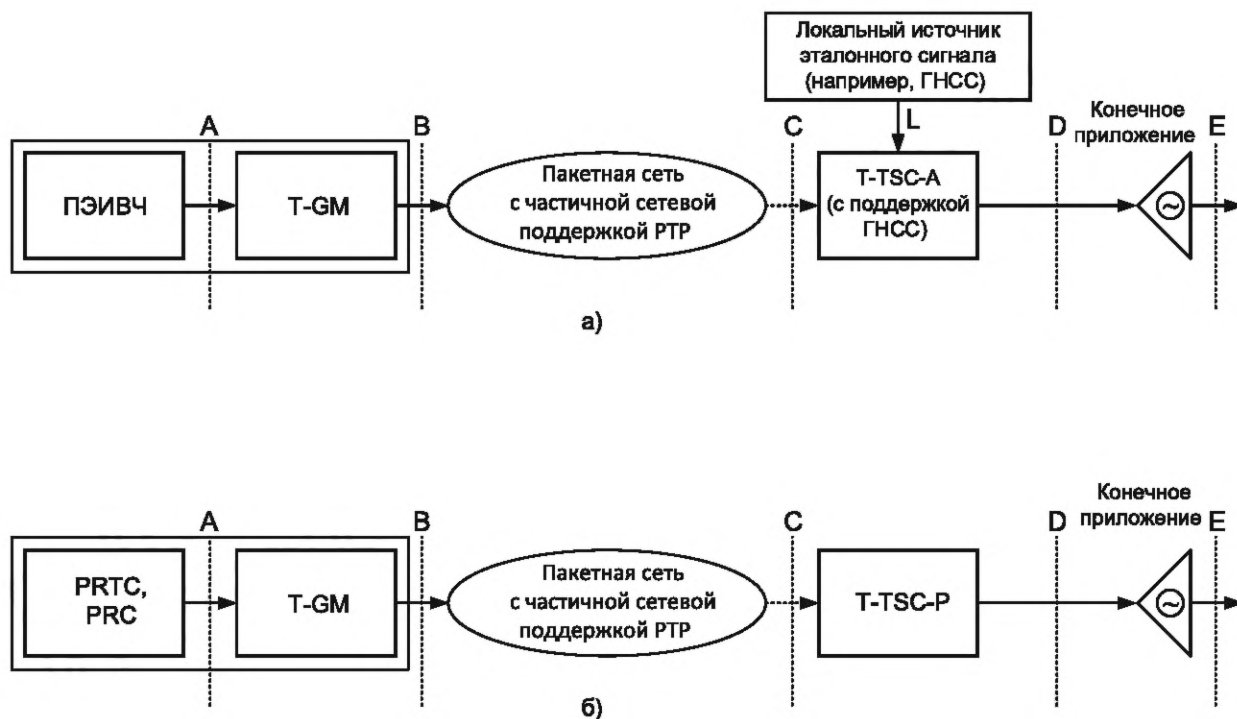 Локальный источник
эталонного сигнала
(например, ГНСС)
L
Конечное
приложение
A
B
C
D
E
ПЭИВЧ
T-GM
Пакетная сеть
с частичной сетевой
поддержкой PTP
T-TSC-A
(с поддержкой
ГНСС)
а)
Конечное
приложение
A
B
C
D
E
PRTC,
PRC
T-GM
Пакетная сеть
с частичной сетевой
поддержкой PTP
T-TSC-P
б)